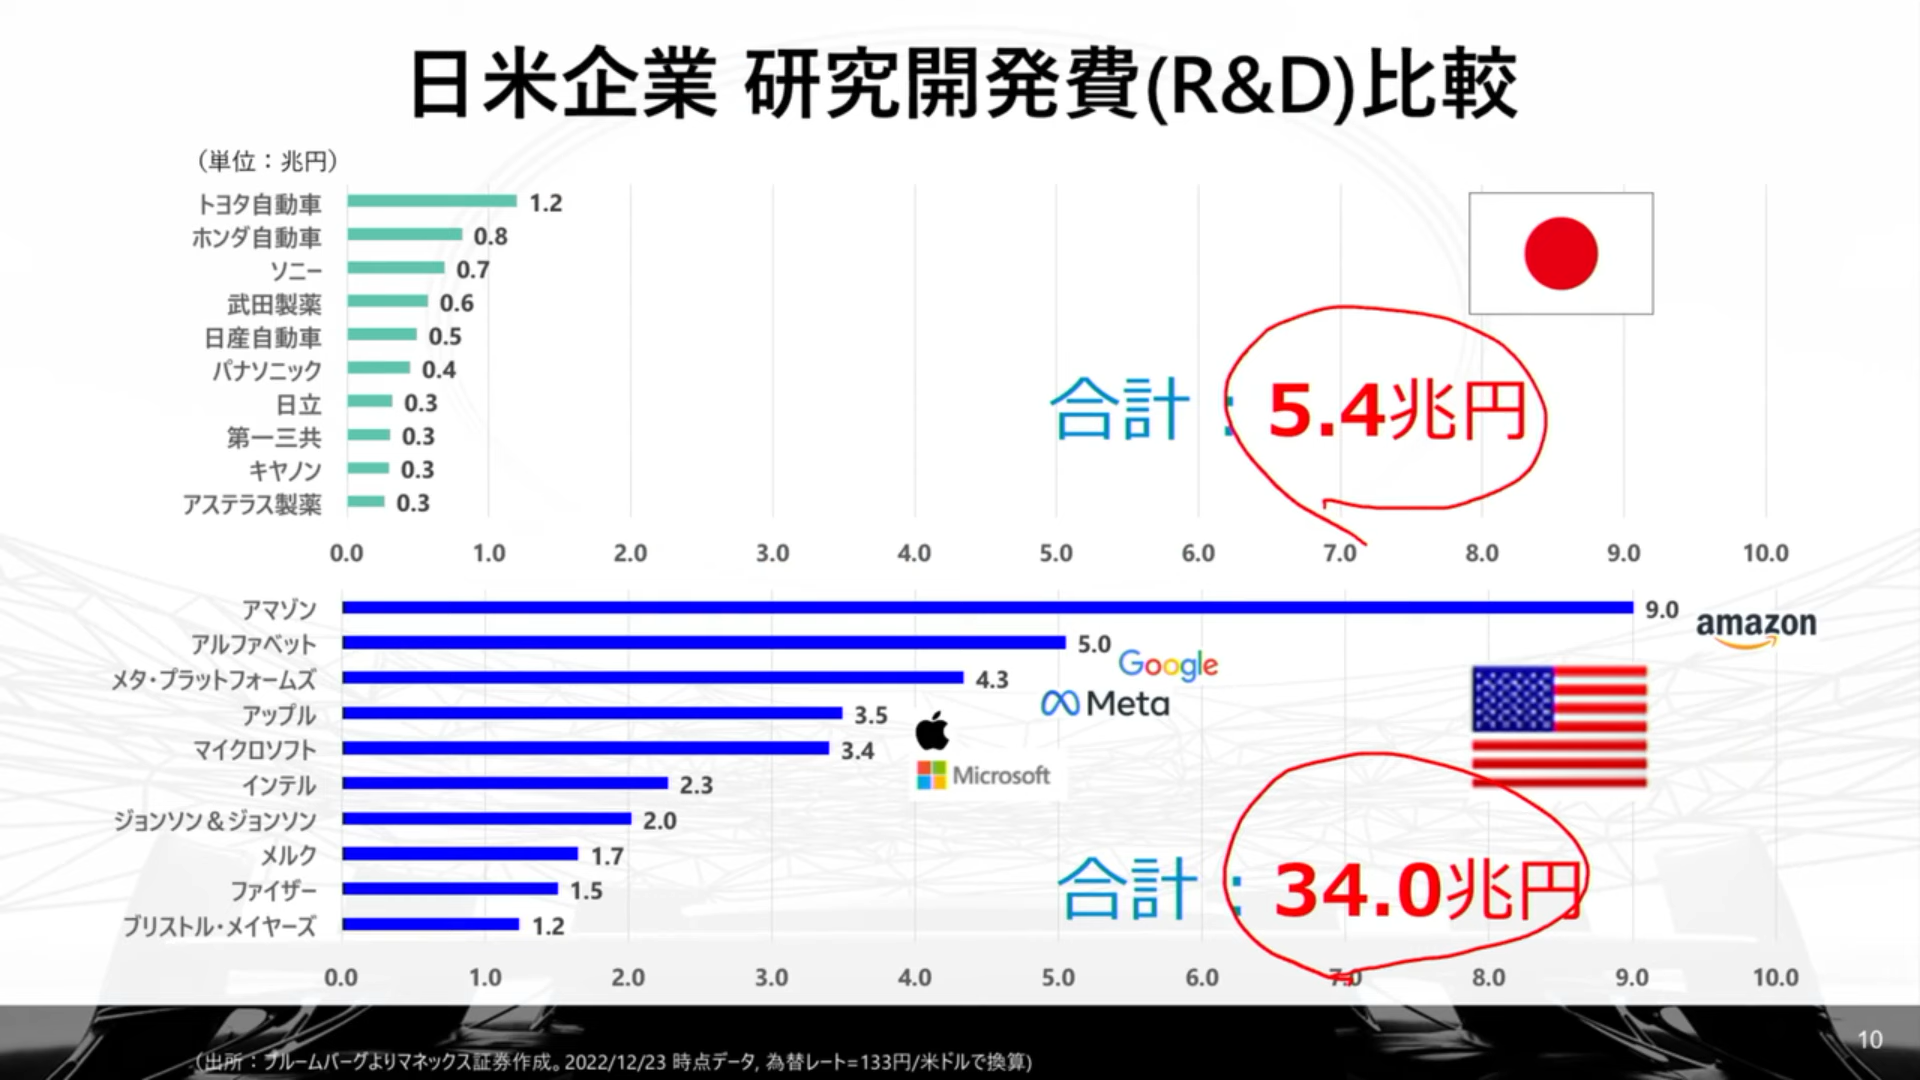 日米企業 研究開発費(R&D)比較
（単位：兆円）
トヨタ自動車 1.2
ホンダ自動車 0.8
ソニー 0.7
武田製薬 0.6
日産自動車 0.5
パナソニック 0.4
日立 0.3
第一三共 0.3
キヤノン 0.3
アステラス製薬 0.3
合計：5.4兆円
0.0 1.0 2.0 3.0 4.0 5.0 6.0 7.0 8.0 9.0 10.0
アマゾン 9.0
amazon
アルファベット 5.0
Google
メタ・プラットフォームズ 4.3
Meta
アップル 3.5
マイクロソフト 3.4
Microsoft
インテル 2.3
ジョンソン＆ジョンソン 2.0
メルク 1.7
ファイザー 1.5
ブリストル・メイヤーズ 1.2
合計：34.0兆円
0.0 1.0 2.0 3.0 4.0 5.0 6.0 7.0 8.0 9.0 10.0
（出所：ブルームバーグよりマネックス証券作成。2022/12/23 時点データ, 為替レート=133円/米ドルで換算)
10